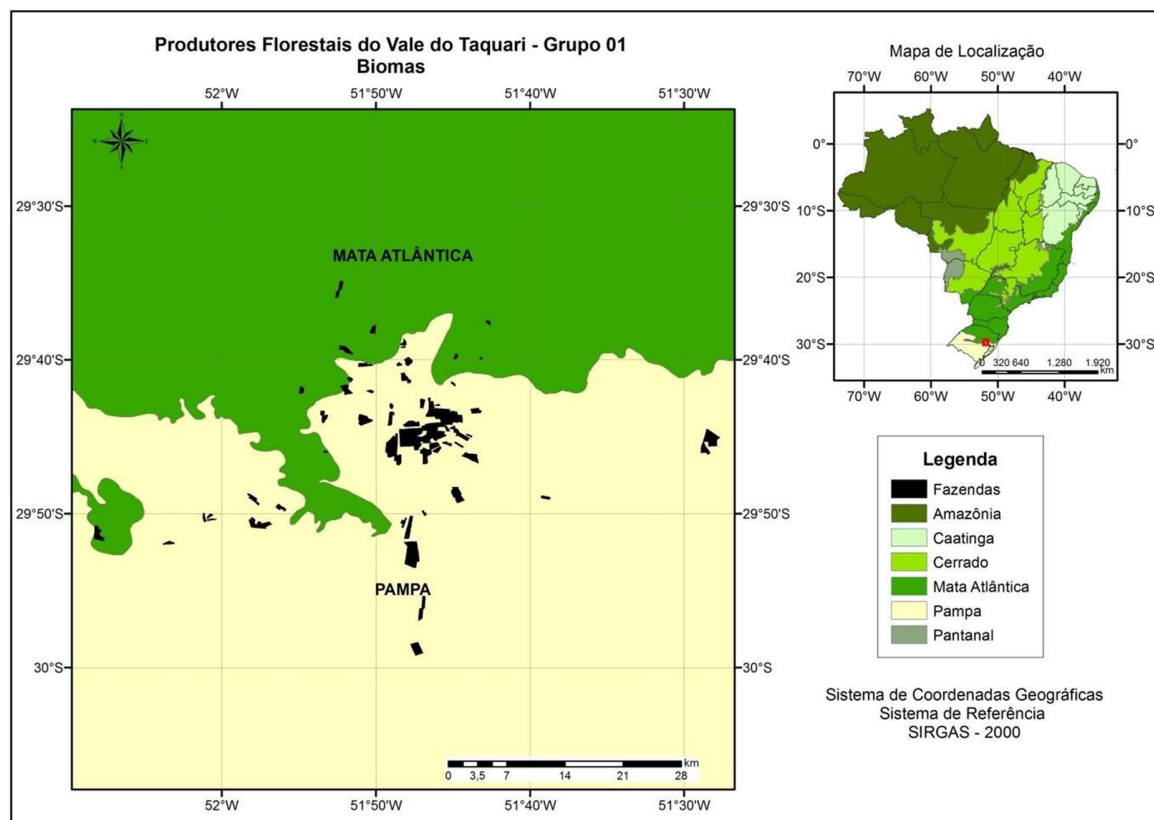 Produtores Florestais do Vale do Taquari - Grupo 01
Biomas
52°W 51°50'W 51°40'W 51°30'W
N
W E
S
29°30'S 29°30'S
MATA ATLÂNTICA
29°40'S 29°40'S
29°50'S 29°50'S
PAMPA
30°S 30°S
km
0 3,5 7 14 21 28
52°W 51°50'W 51°40'W 51°30'W
Mapa de Localização
70°W 60°W 50°W 40°W
0° 0°
10°S 10°S
20°S 20°S
30°S 30°S
0 320 640 1.280 1.920
km
70°W 60°W 50°W 40°W
Legenda
Fazendas
Amazônia
Caatinga
Cerrado
Mata Atlântica
Pampa
Pantanal
Sistema de Coordenadas Geográficas
Sistema de Referência
SIRGAS - 2000